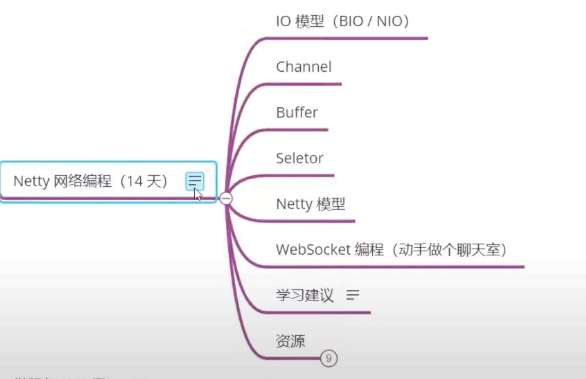 IO 模型（BIO / NIO）
Channel
Buffer
Seletor
Netty 网络编程（14 天）
Netty 模型
WebSocket 编程（动手做个聊天室）
学习建议
资源
9